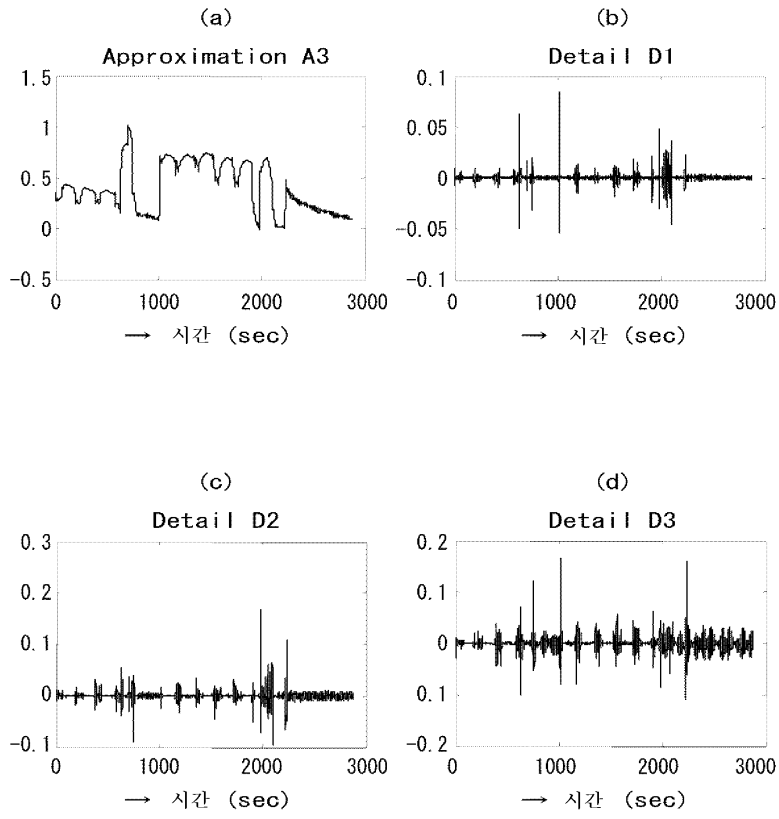 (a)
Approximation A3
1.5
1
0.5
0
-0.5
0 1000 2000 3000
→ 시간 (sec)
(b)
Detail D1
0.1
0.05
0
-0.05
-0.1
0 1000 2000 3000
→ 시간 (sec)
(c)
Detail D2
0.3
0.2
0.1
0
-0.1
0 1000 2000 3000
→ 시간 (sec)
(d)
Detail D3
0.2
0.1
0
0.1
-0.2
0 1000 2000 3000
→ 시간 (sec)